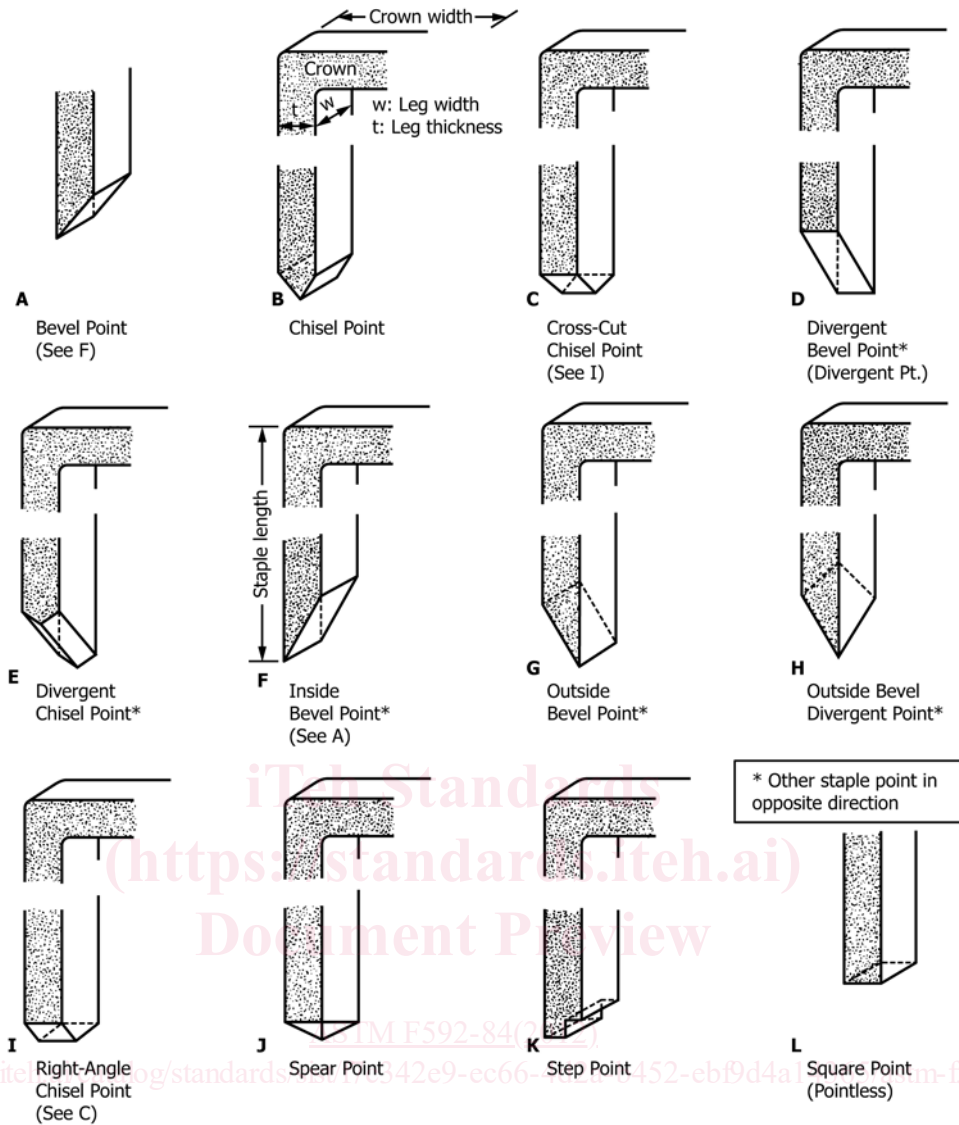 Crown width
Crown
t
w
w: Leg width
t: Leg thickness
A
Bevel Point
(See F)
B
Chisel Point
C
Cross-Cut
Chisel Point
(See I)
D
Divergent
Bevel Point*
(Divergent Pt.)
Staple length
E
Divergent
Chisel Point*
F
Inside
Bevel Point*
(See A)
G
Outside
Bevel Point*
H
Outside Bevel
Divergent Point*
iTeh Standards
(https://standards.iteh.ai)
Document Preview
* Other staple point in
opposite direction
I
Right-Angle
Chisel Point
(See C)
J
Spear Point
K
Step Point
L
Square Point
(Pointless)
ASTM F592-84(2012)